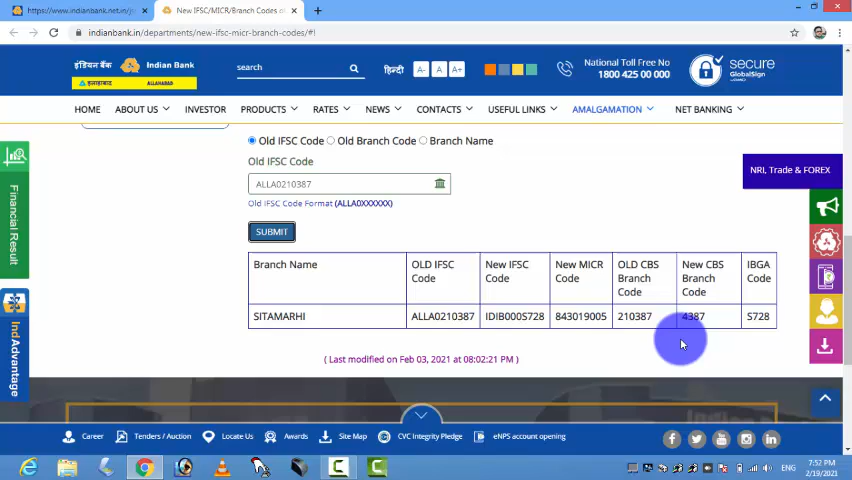 https://www.indianbank.net.in/ju
New IFSC/MICR/Branch Codes o
indianbank.in/departments/new-ifsc-micr-branch-codes/#!
इंडियन बैंक Indian Bank
इलाहाबाद ALLAHABAD
search
हिन्दी A- A A+
National Toll Free No
1800 425 00 000
secure
GlobalSign
HOME ABOUT US INVESTOR PRODUCTS RATES NEWS CONTACTS USEFUL LINKS AMALGAMATION NET BANKING
Old IFSC Code Old Branch Code Branch Name
Old IFSC Code
ALLA0210387
Old IFSC Code Format (ALLA0XXXXXX)
SUBMIT
NRI, Trade & FOREX
Financial Result
IndAdvantage
Branch Name OLD IFSC Code New IFSC Code New MICR Code OLD CBS Branch Code New CBS Branch Code IBGA Code
SITAMARHI ALLA0210387 IDIB000S728 843019005 210387 4387 S728
( Last modified on Feb 03, 2021 at 08:02:21 PM )
Career Tenders / Auction Locate Us Awards Site Map CVC Integrity Pledge eNPS account opening
ENG
7:52 PM
2/19/2021